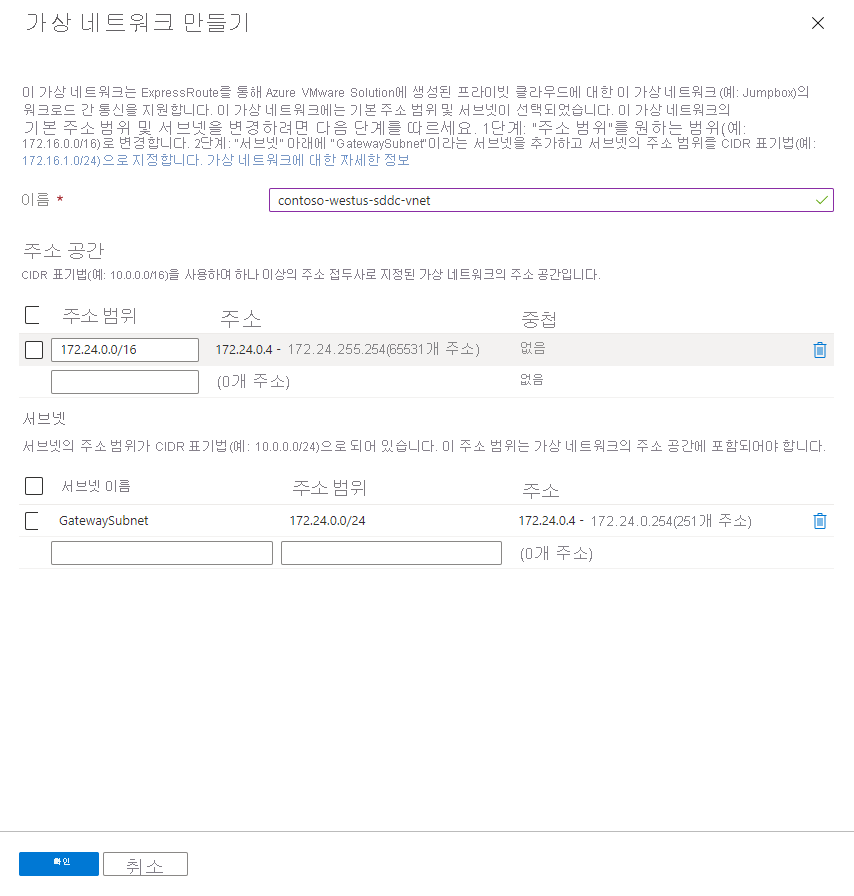 가상 네트워크 만들기
이 가상 네트워크는 ExpressRoute를 통해 Azure VMware Solution에 생성된 프라이빗 클라우드에 대한 이 가상 네트워크(예: Jumpbox)의
워크로드 간 통신을 지원합니다. 이 가상 네트워크에는 기본 주소 범위 및 서브넷이 선택되었습니다. 이 가상 네트워크의
기본 주소 범위 및 서브넷을 변경하려면 다음 단계를 따르세요. 1단계: "주소 범위"를 원하는 범위(예:
172.16.0.0/16)로 변경합니다. 2단계: "서브넷" 아래에 "GatewaySubnet"이라는 서브넷을 추가하고 서브넷의 주소 범위를 CIDR 표기법(예:
172.16.1.0/24)으로 지정합니다. 가상 네트워크에 대한 자세한 정보
이름 * contoso-westus-sddc-vnet
주소 공간
CIDR 표기법(예: 10.0.0.0/16)을 사용하여 하나 이상의 주소 접두사로 지정된 가상 네트워크의 주소 공간입니다.
주소 범위 주소 중첩
172.24.0.0/16 172.24.0.4 - 172.24.255.254(65531개 주소) 없음
(0개 주소) 없음
서브넷
서브넷의 주소 범위가 CIDR 표기법(예: 10.0.0.0/24)으로 되어 있습니다. 이 주소 범위는 가상 네트워크의 주소 공간에 포함되어야 합니다.
서브넷 이름 주소 범위 주소
GatewaySubnet 172.24.0.0/24 172.24.0.4 - 172.24.0.254(251개 주소)
(0개 주소)
확인 취소